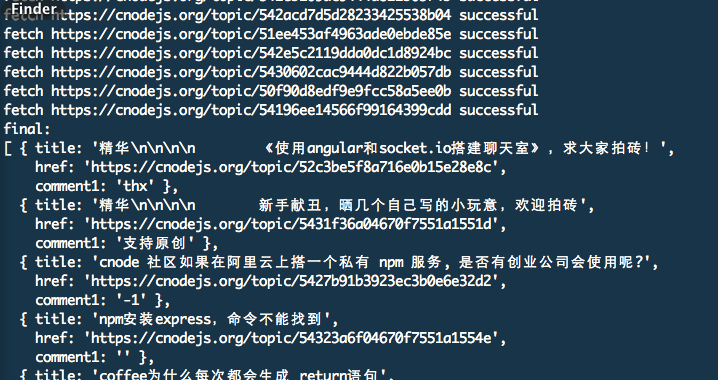 Finder
fetch https://cnodejs.org/topic/542acd7d5d28233425538b04 successful
fetch https://cnodejs.org/topic/51ee453af4963ade0ebde85e successful
fetch https://cnodejs.org/topic/542e5c2119dda0dc1d8924bc successful
fetch https://cnodejs.org/topic/5430602cac9444d822b057db successful
fetch https://cnodejs.org/topic/50f90d8edf9e9fcc58a5ee0b successful
fetch https://cnodejs.org/topic/54196ee14566f99164399cdd successful
final:
[ { title: '精华\n\n\n\n      《使用angular和socket.io搭建聊天室》，求大家拍砖！',
href: 'https://cnodejs.org/topic/52c3be5f8a716e0b15e28e8c',
comment1: 'thx' },
{ title: '精华\n\n\n\n      新手献丑，晒几个自己写的小玩意，欢迎拍砖',
href: 'https://cnodejs.org/topic/5431f36a04670f7551a1551d',
comment1: '支持原创' },
{ title: 'cnode 社区如果在阿里云上搭一个私有 npm 服务，是否有创业公司会使用呢?',
href: 'https://cnodejs.org/topic/5427b91b3923ec3b0e6e32d2',
comment1: '-1' },
{ title: 'npm安装express，命令不能找到',
href: 'https://cnodejs.org/topic/54323a6f04670f7551a1554e',
comment1: '' },
{ title: 'coffee为什么每次都会生成 return语句',